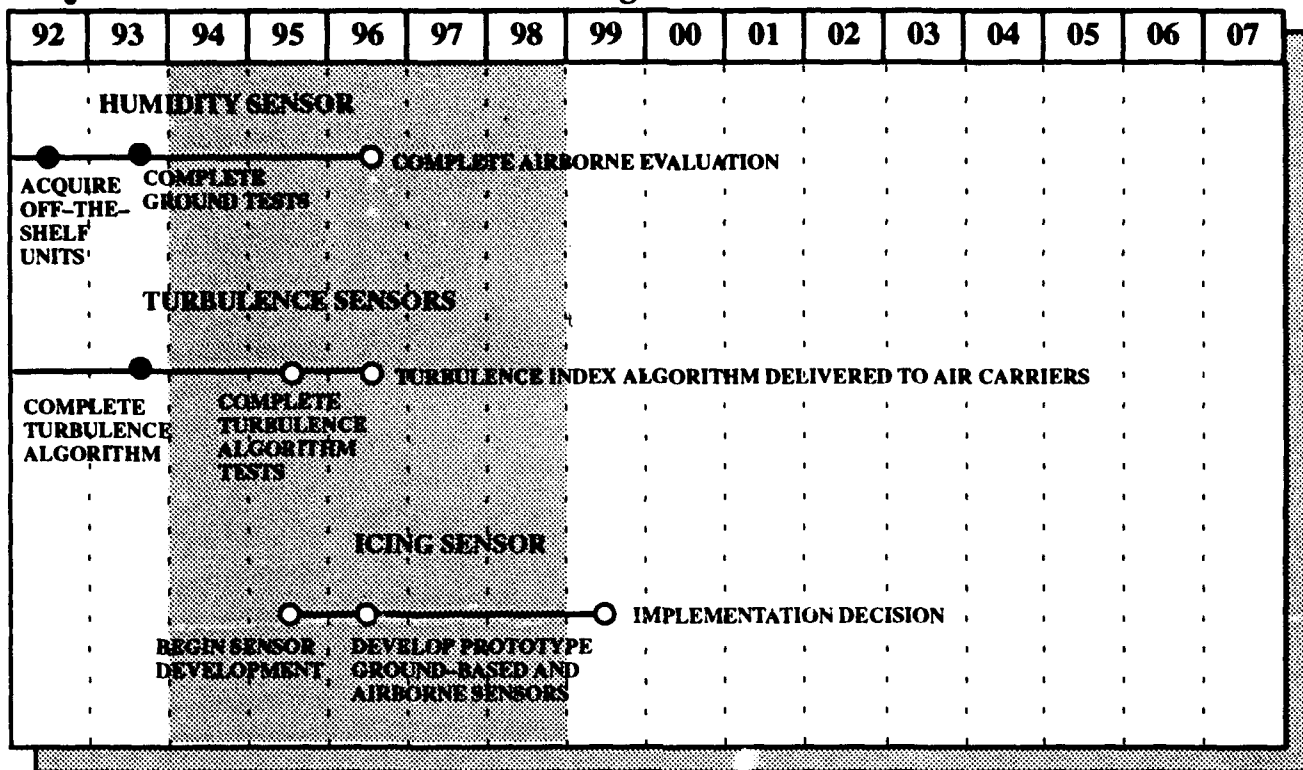 92 93 94 95 96 97 98 99 00 01 02 03 04 05 06 07
HUMIDITY SENSOR
COMPLETE AIRBORNE EVALUATION
ACQUIRE
OFF-THE-
SHELF
UNITS
COMPLETE
GROUND TESTS
TURBULENCE SENSORS
TURBULENCE INDEX ALGORITHM DELIVERED TO AIR CARRIERS
COMPLETE
TURBULENCE
ALGORITHM
COMPLETE
TURBULENCE
ALGORITHM
TESTS
ICING SENSOR
IMPLEMENTATION DECISION
BEGIN SENSOR
DEVELOPMENT
DEVELOP PROTOTYPE
GROUND-BASED AND
AIRBORNE SENSORS